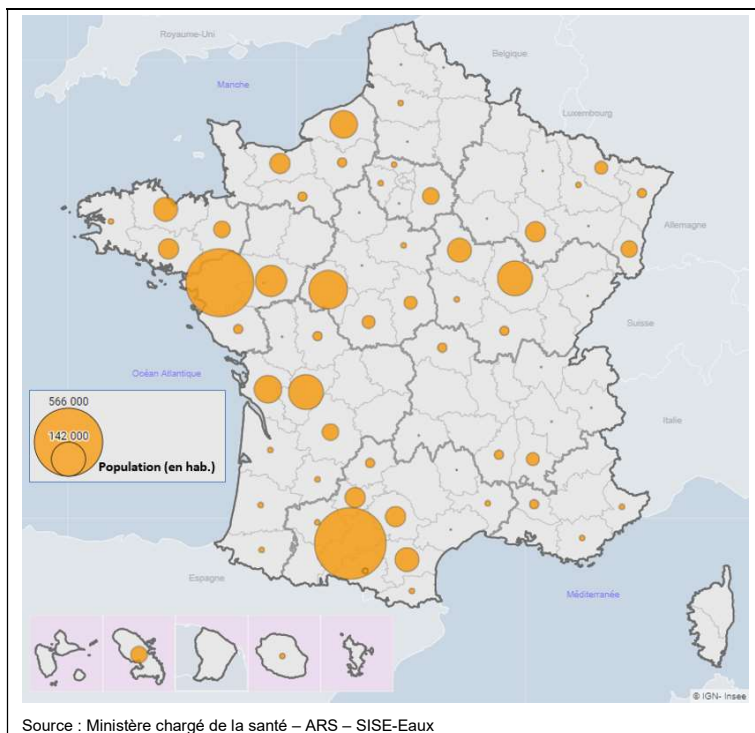 Royaume-Uni
Belgique
Manche
Luxembourg
Allemagne
Suisse
Océan Atlantique
566 000
142 000
Population (en hab.)
Italie
Espagne
Méditerranée
© IGN- Insee
Source : Ministère chargé de la santé – ARS – SISE-Eaux